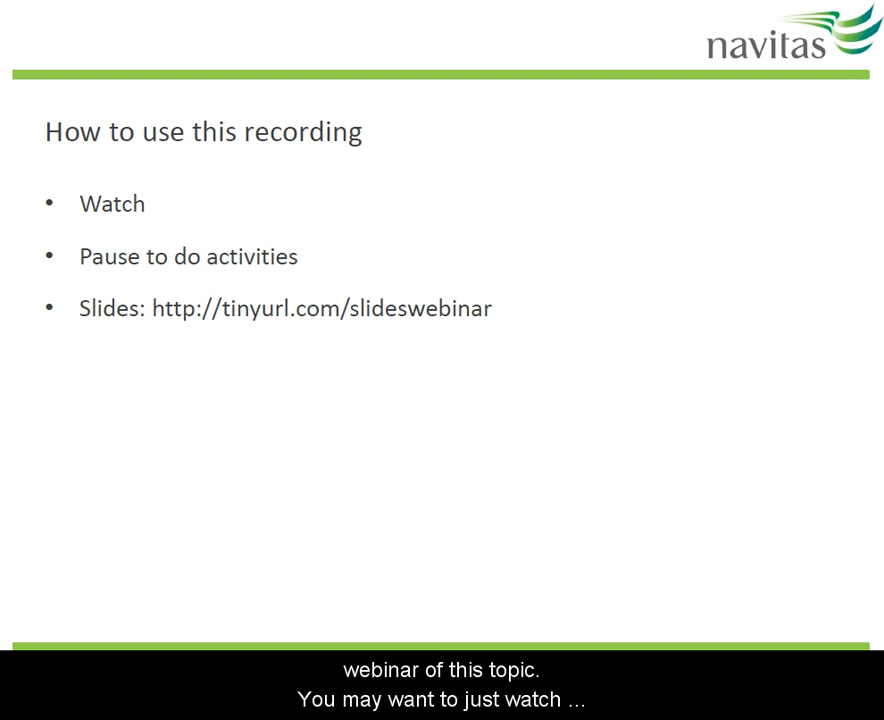 navitas
How to use this recording
• Watch
• Pause to do activities
• Slides: http://tinyurl.com/slideswebinar
webinar of this topic.
You may want to just watch ...